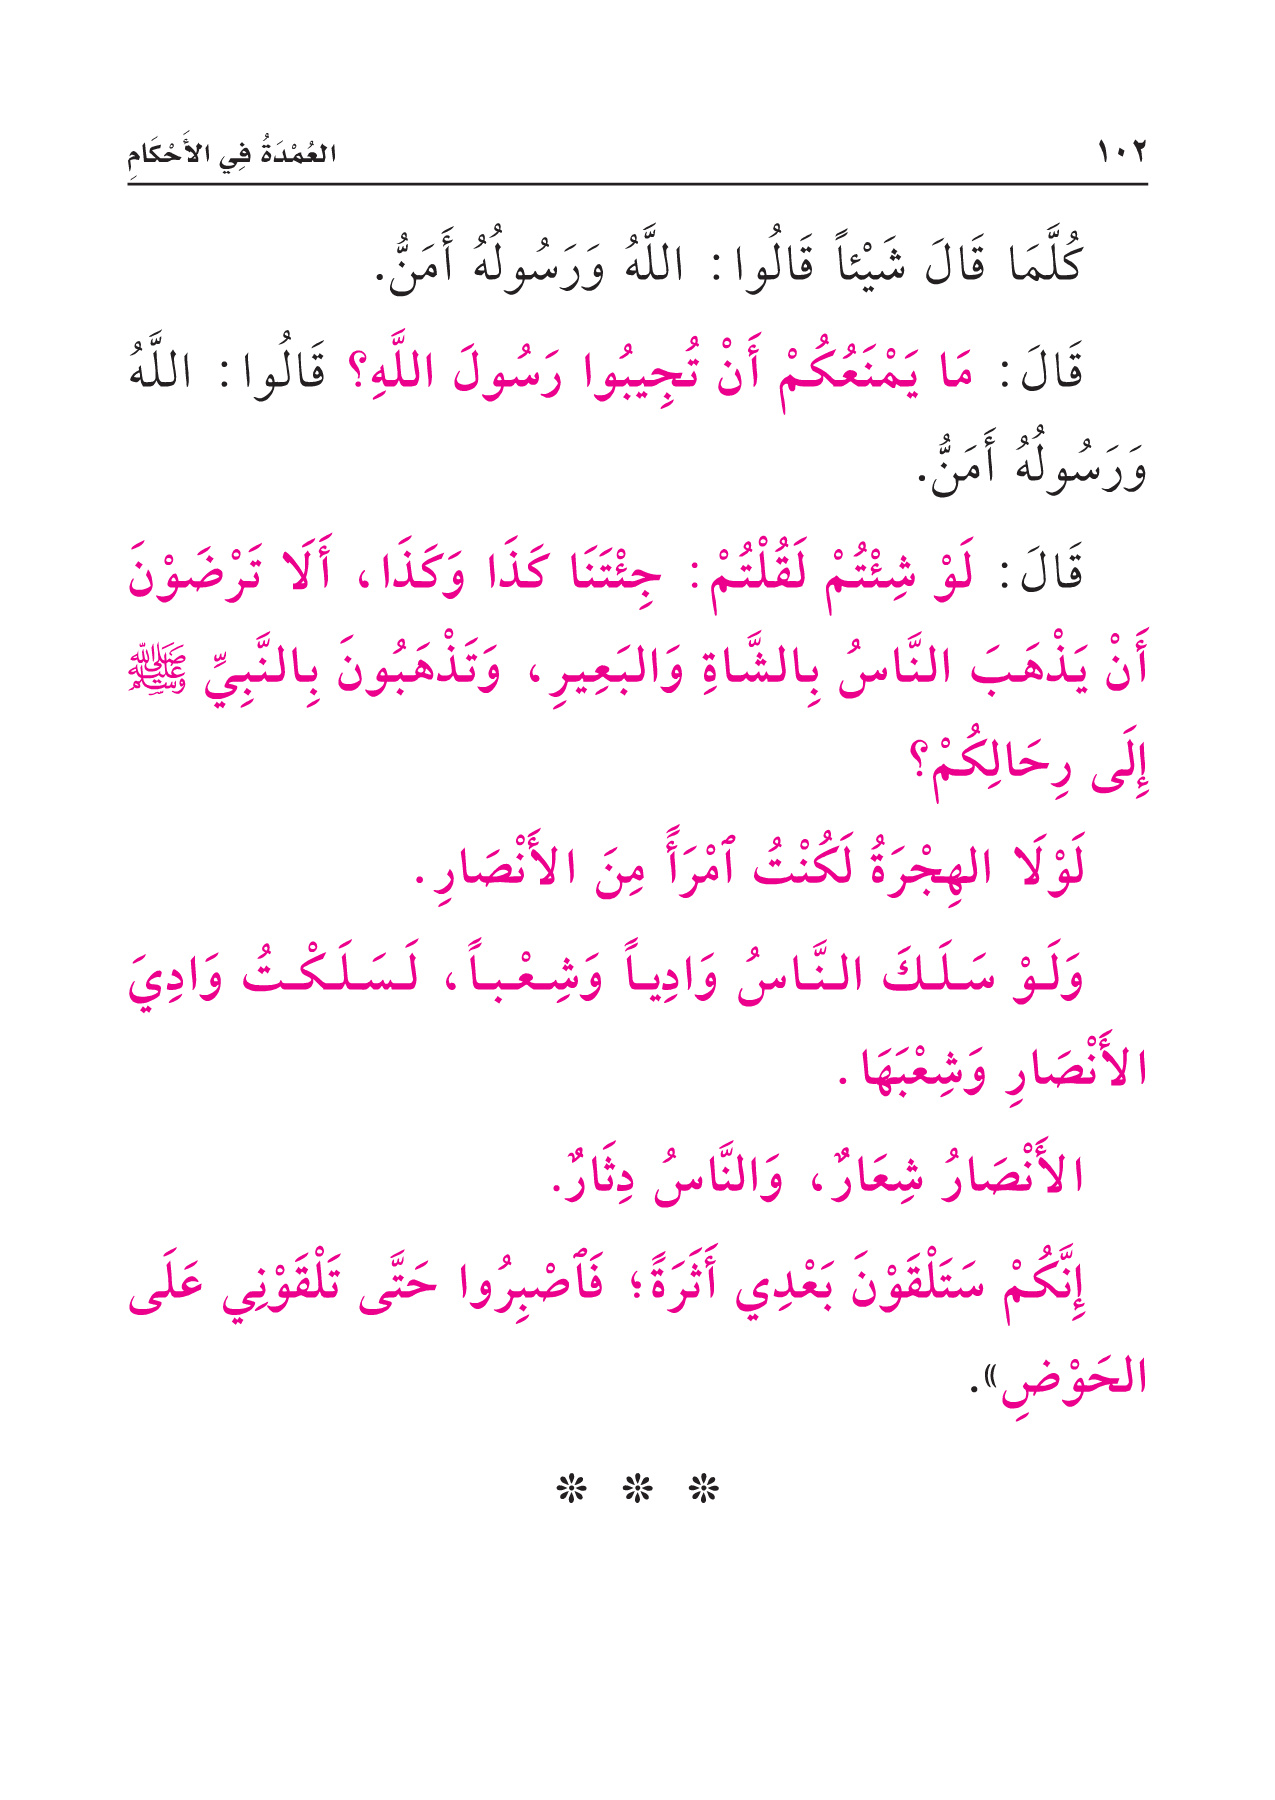 ١٠٢ العُمْدَةُ فِي الأَحْكَامِ
كُلَّمَا قَالَ شَيْئاً قَالُوا: اللَّهُ وَرَسُولُهُ أَمَنُّ.
قَالَ: مَا يَمْنَعُكُمْ أَنْ تُجِيبُوا رَسُولَ اللَّهِ؟ قَالُوا: اللَّهُ
وَرَسُولُهُ أَمَنُّ.
قَالَ: لَوْ شِئْتُمْ لَقُلْتُمْ: جِئْتَنَا كَذَا وَكَذَا، أَلَا تَرْضَوْنَ
أَنْ يَذْهَبَ النَّاسُ بِالشَّاةِ وَالبَعِيرِ، وَتَذْهَبُونَ بِالنَّبِيِّ ﷺ
إِلَى رِحَالِكُمْ؟
لَوْلَا الهِجْرَةُ لَكُنْتُ ٱمْرَأً مِنَ الأَنْصَارِ.
وَلَوْ سَلَكَ النَّاسُ وَادِياً وَشِعْباً، لَسَلَكْتُ وَادِيَ
الأَنْصَارِ وَشِعْبَهَا.
الأَنْصَارُ شِعَارٌ، وَالنَّاسُ دِثَارٌ.
إِنَّكُمْ سَتَلْقَوْنَ بَعْدِي أَثَرَةً؛ فَٱصْبِرُوا حَتَّى تَلْقَوْنِي عَلَى
الحَوْضِ».